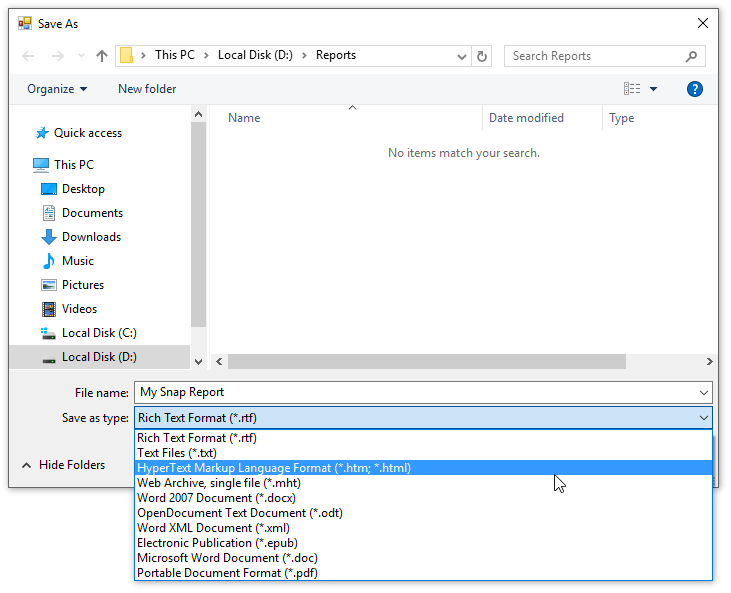 Save As
This PC > Local Disk (D:) > Reports
Search Reports
Organize
New folder
?
Name
Date modified
Type
No items match your search.
Quick access
This PC
Desktop
Documents
Downloads
Music
Pictures
Videos
Local Disk (C:)
Local Disk (D:)
File name: My Snap Report
Save as type: Rich Text Format (*.rtf)
Rich Text Format (*.rtf)
Text Files (*.txt)
HyperText Markup Language Format (*.htm; *.html)
Web Archive, single file (*.mht)
Word 2007 Document (*.docx)
OpenDocument Text Document (*.odt)
Word XML Document (*.xml)
Electronic Publication (*.epub)
Microsoft Word Document (*.doc)
Portable Document Format (*.pdf)
Hide Folders